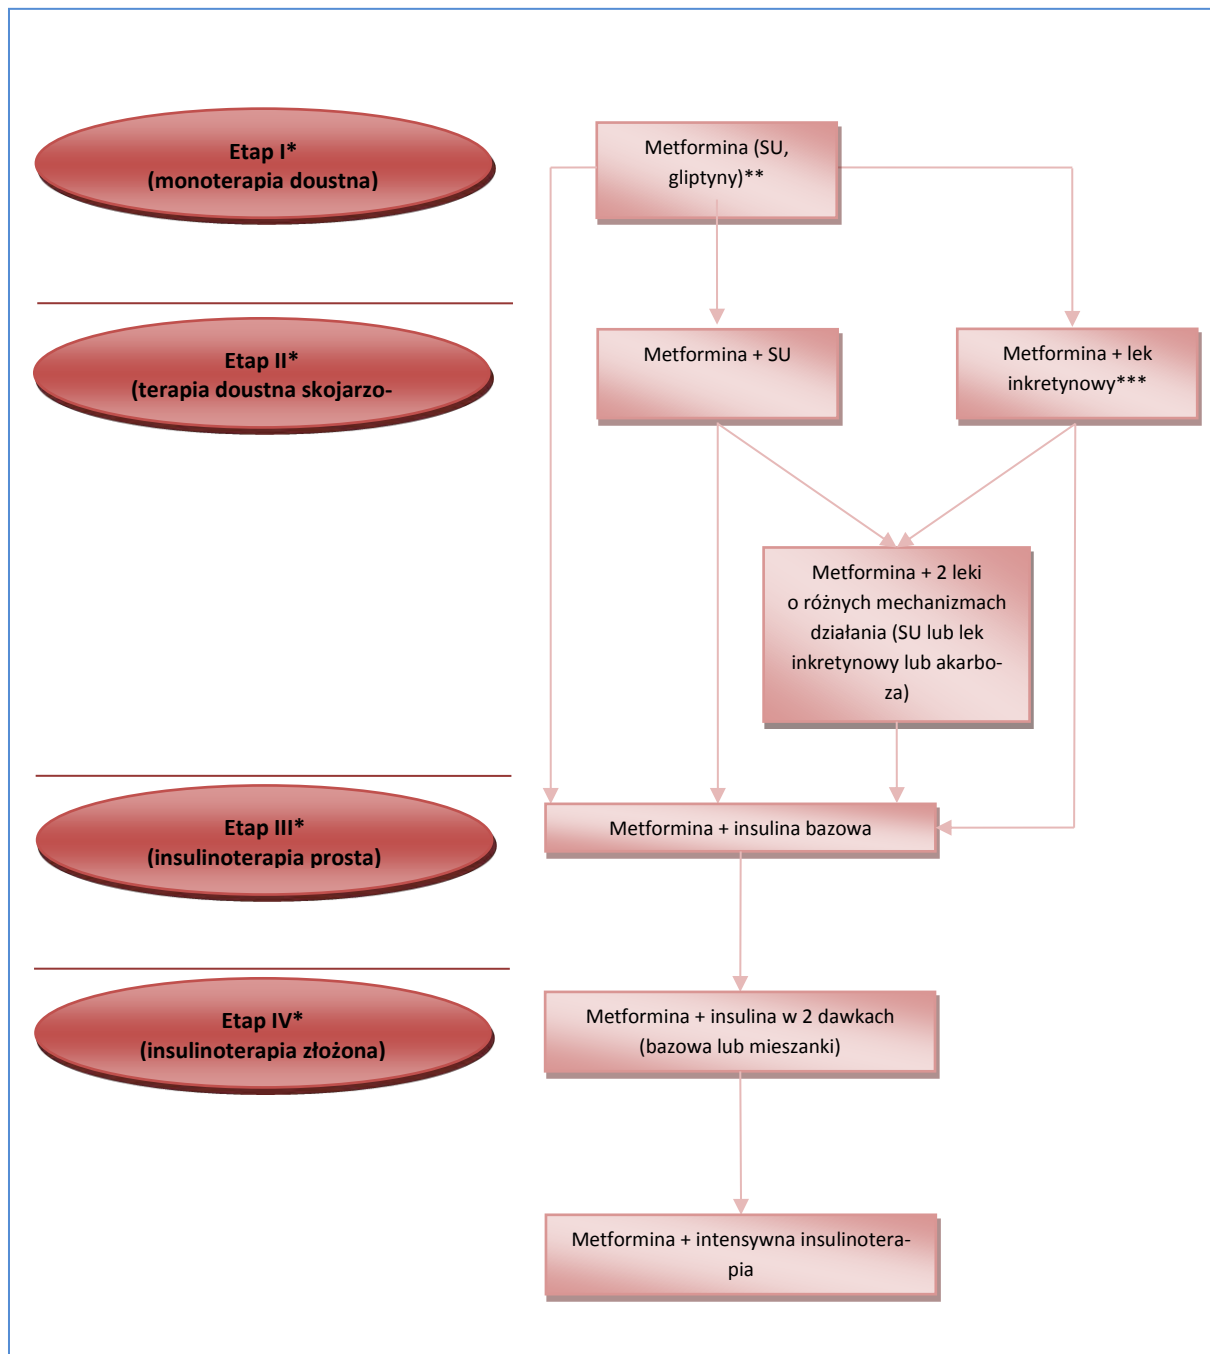 Etap I*
(monoterapia doustna)
Metformina (SU,
gliptyny)**
Etap II*
(terapia doustna skojarzo-
Metformina + SU
Metformina + lek
inkretynowy***
Metformina + 2 leki
o różnych mechanizmach
działania (SU lub lek
inkretynowy lub akarbo-
za)
Etap III*
(insulinoterapia prosta)
Metformina + insulina bazowa
Etap IV*
(insulinoterapia złożona)
Metformina + insulina w 2 dawkach
(bazowa lub mieszanki)
Metformina + intensywna insulinotera-
pia